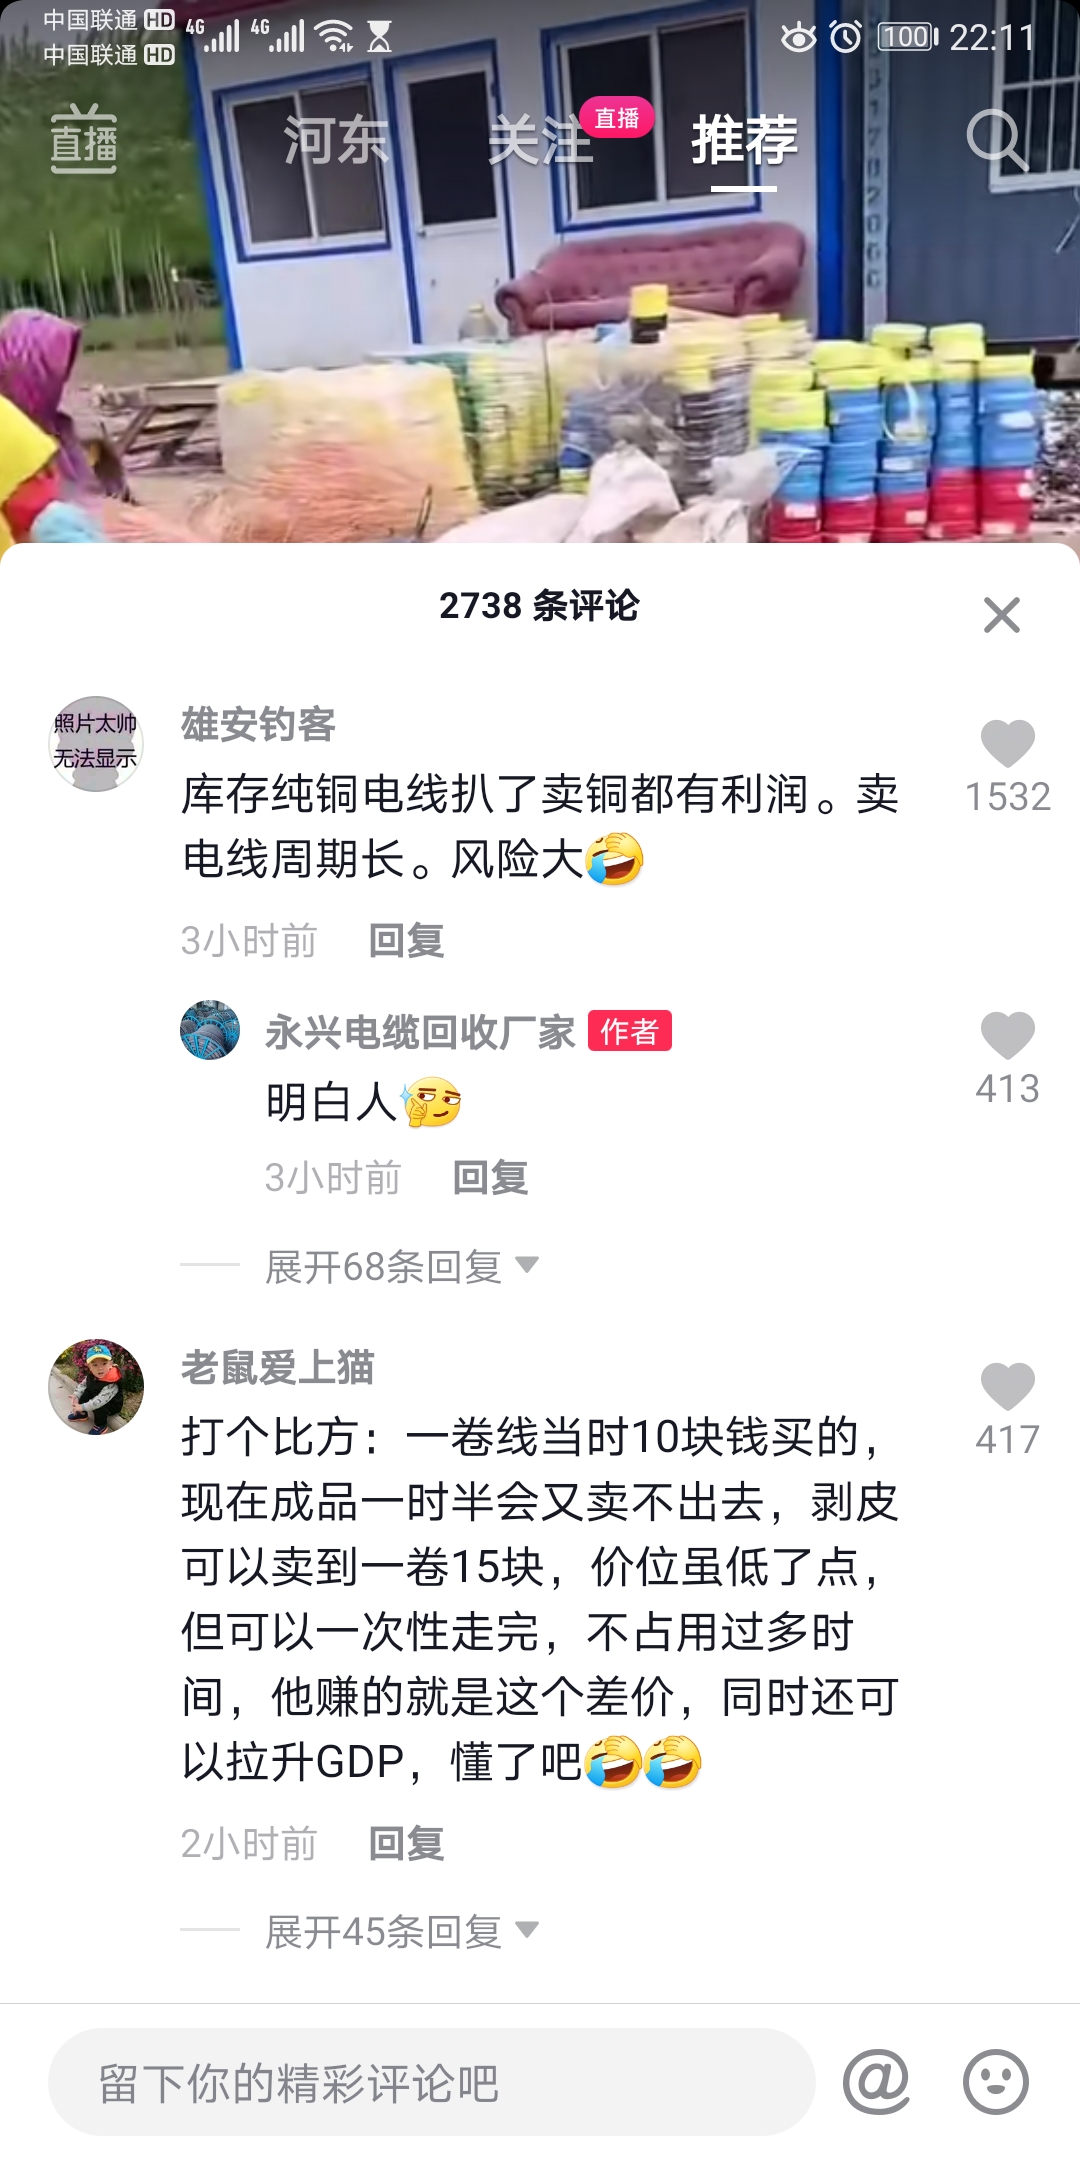 中国联通 HD 4G 4G 100 22:11
中国联通 HD
直播 河东 关注 直播 推荐
2738 条评论
照片太帅
无法显示
雄安钓客
库存纯铜电线扒了卖铜都有利润。卖
电线周期长。风险大🤣
1532
3小时前 回复
永兴电缆回收厂家 作者
明白人
413
3小时前 回复
展开68条回复
老鼠爱上猫
打个比方：一卷线当时10块钱买的，
现在成品一时半会又卖不出去，剥皮
可以卖到一卷15块，价位虽低了点，
但可以一次性走完，不占用过多时
间，他赚的就是这个差价，同时还可
以拉升GDP，懂了吧🤣🤣
417
2小时前 回复
展开45条回复
留下你的精彩评论吧 @